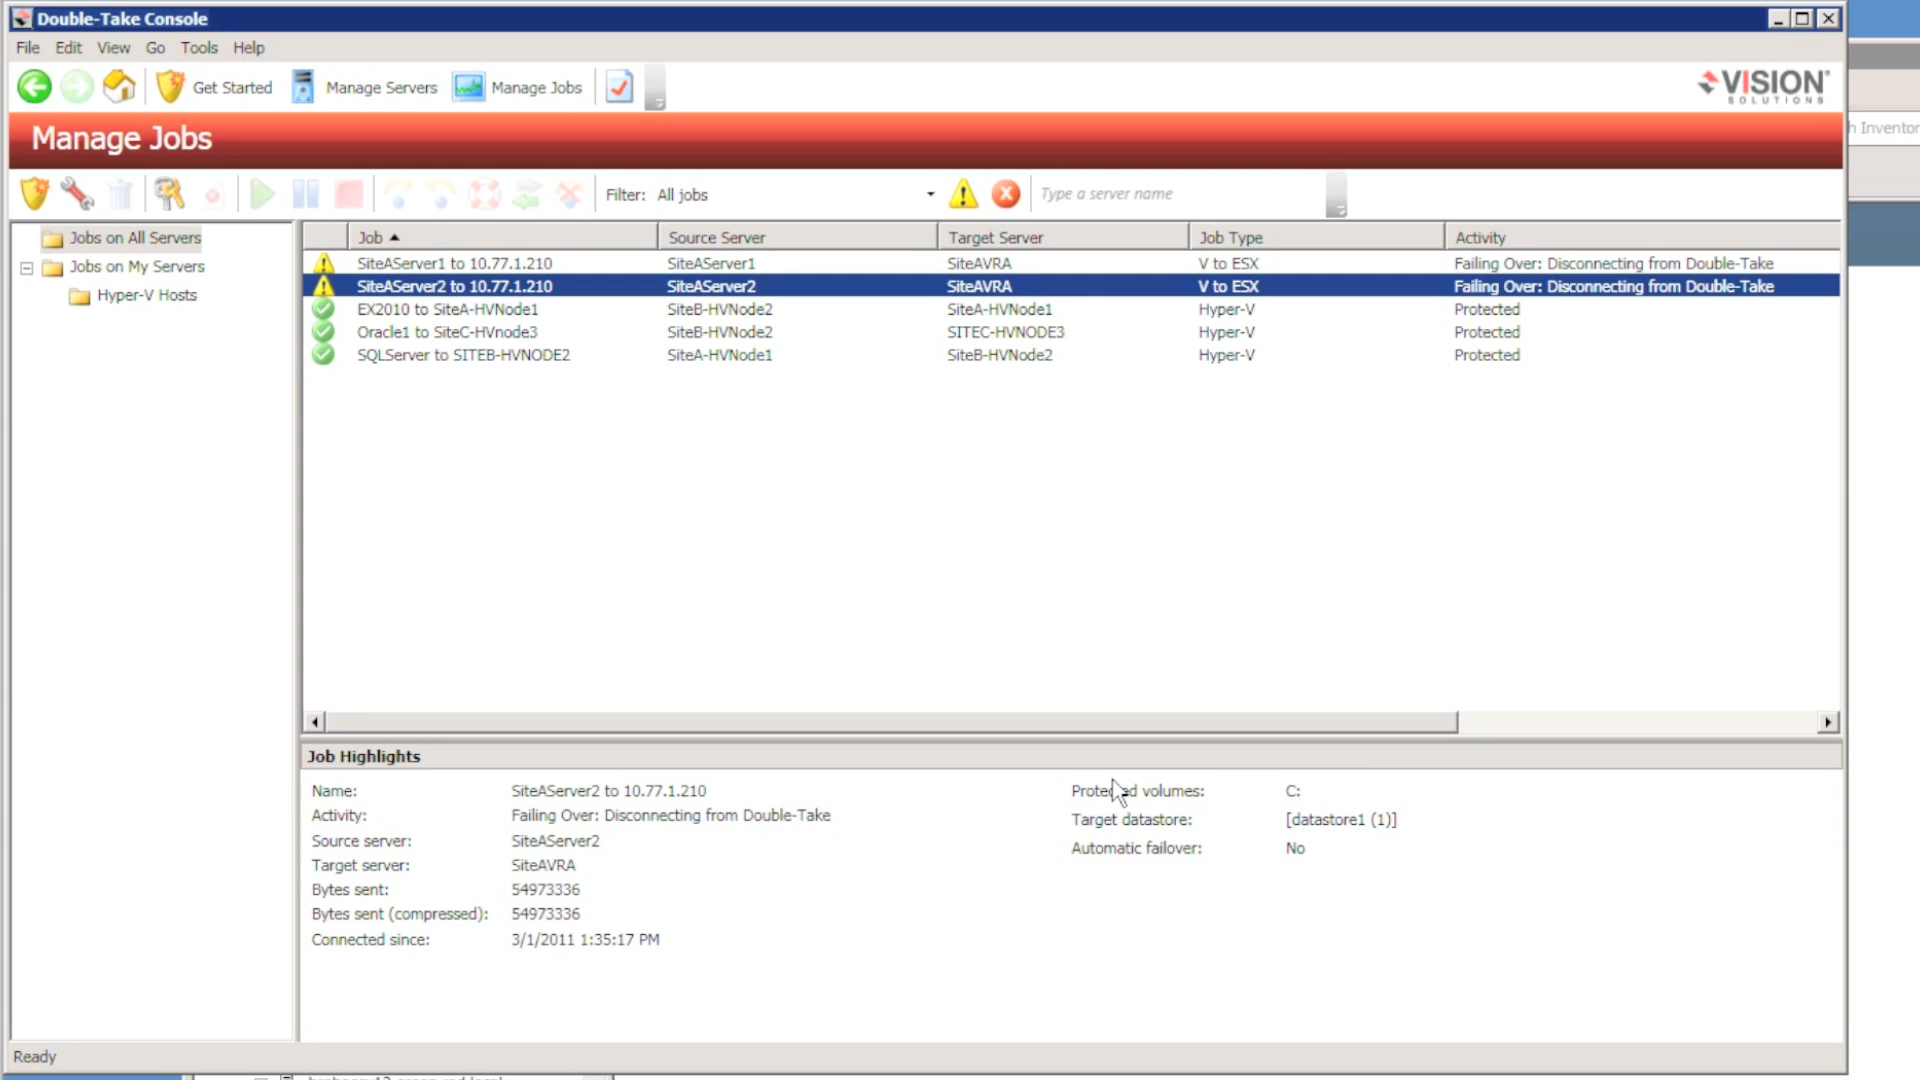 Double-Take Console
File Edit View Go Tools Help
Get Started Manage Servers Manage Jobs
VISION
SOLUTIONS
h Inventor
Manage Jobs
Filter: All jobs Type a server name
Jobs on All Servers
Jobs on My Servers
Hyper-V Hosts
Job Source Server Target Server Job Type Activity
SiteAServer1 to 10.77.1.210 SiteAServer1 SiteAVRA V to ESX Failing Over: Disconnecting from Double-Take
SiteAServer2 to 10.77.1.210 SiteAServer2 SiteAVRA V to ESX Failing Over: Disconnecting from Double-Take
EX2010 to SiteA-HVNode1 SiteB-HVNode2 SiteA-HVNode1 Hyper-V Protected
Oracle1 to SiteC-HVnode3 SiteB-HVNode2 SITEC-HVNODE3 Hyper-V Protected
SQLServer to SITEB-HVNODE2 SiteA-HVNode1 SiteB-HVNode2 Hyper-V Protected
Job Highlights
Name: SiteAServer2 to 10.77.1.210
Activity: Failing Over: Disconnecting from Double-Take
Source server: SiteAServer2
Target server: SiteAVRA
Bytes sent: 54973336
Bytes sent (compressed): 54973336
Connected since: 3/1/2011 1:35:17 PM
Protected volumes: C:
Target datastore: [datastore1 (1)]
Automatic failover: No
Ready